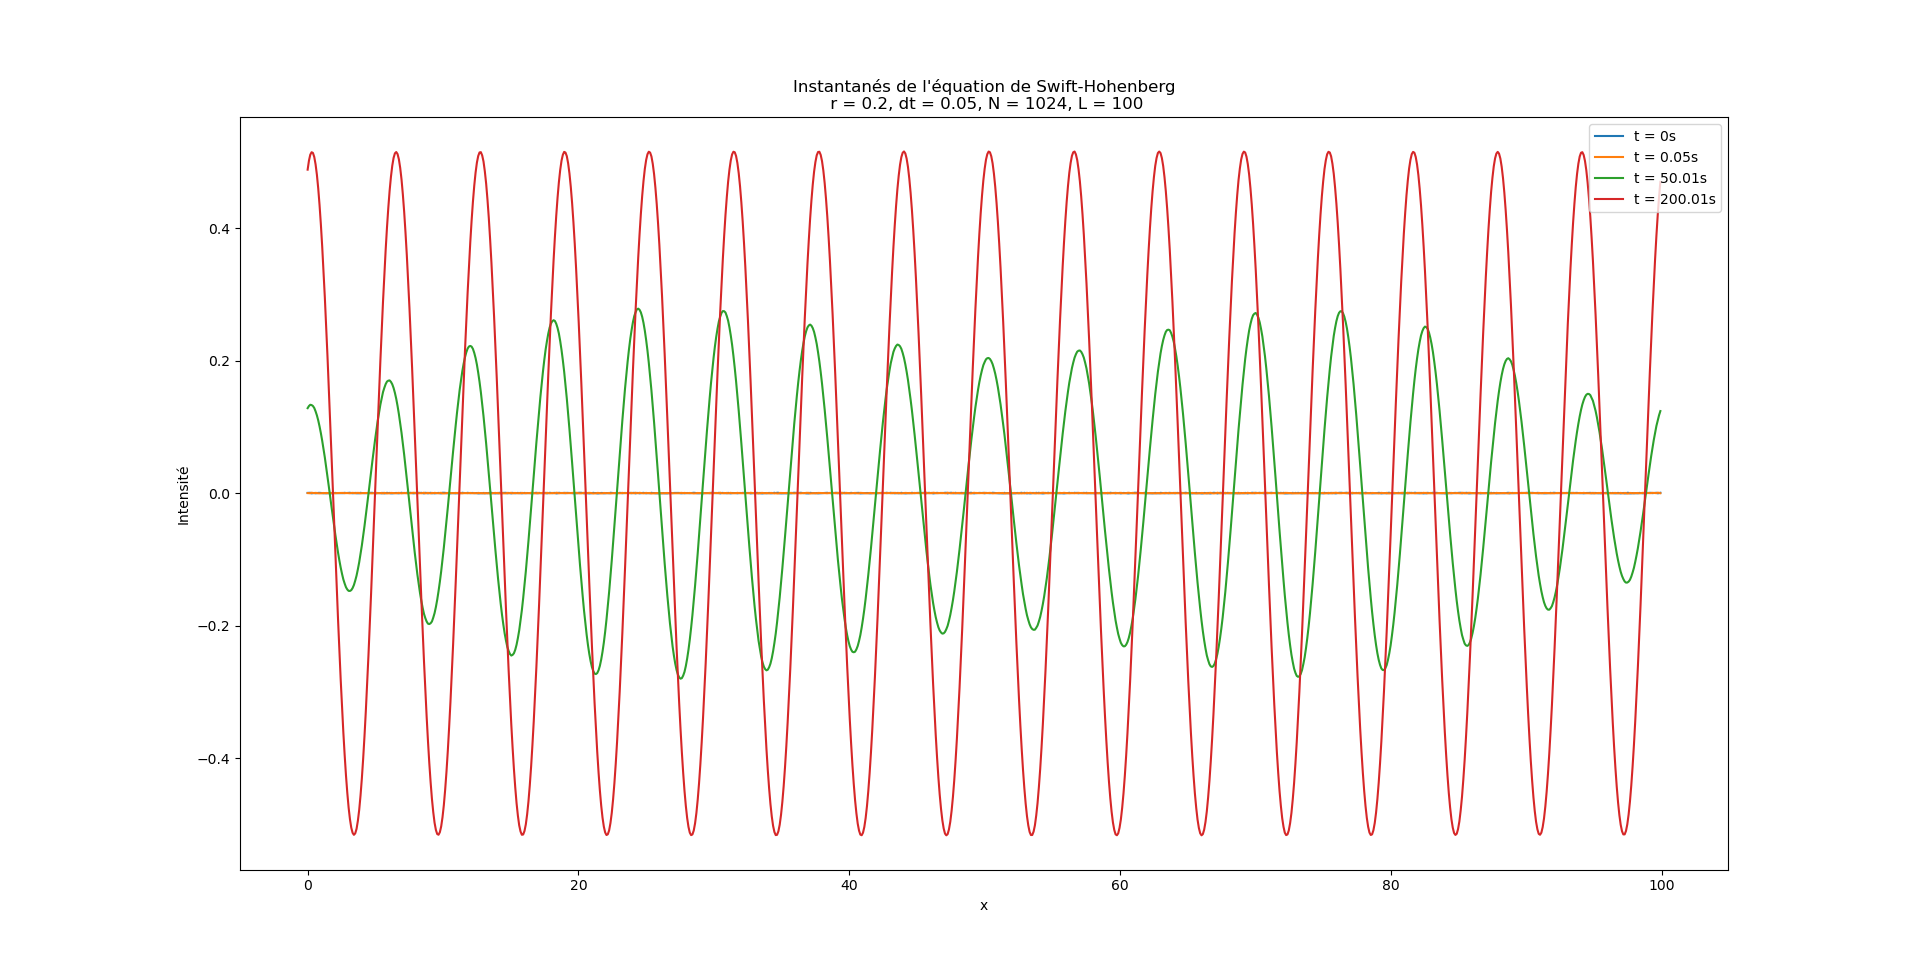 Instantanés de l'équation de Swift-Hohenberg
r = 0.2, dt = 0.05, N = 1024, L = 100
t = 0s
t = 0.05s
t = 50.01s
t = 200.01s
Intensité
0.4
0.2
0.0
−0.2
−0.4
0 20 40 60 80 100
x